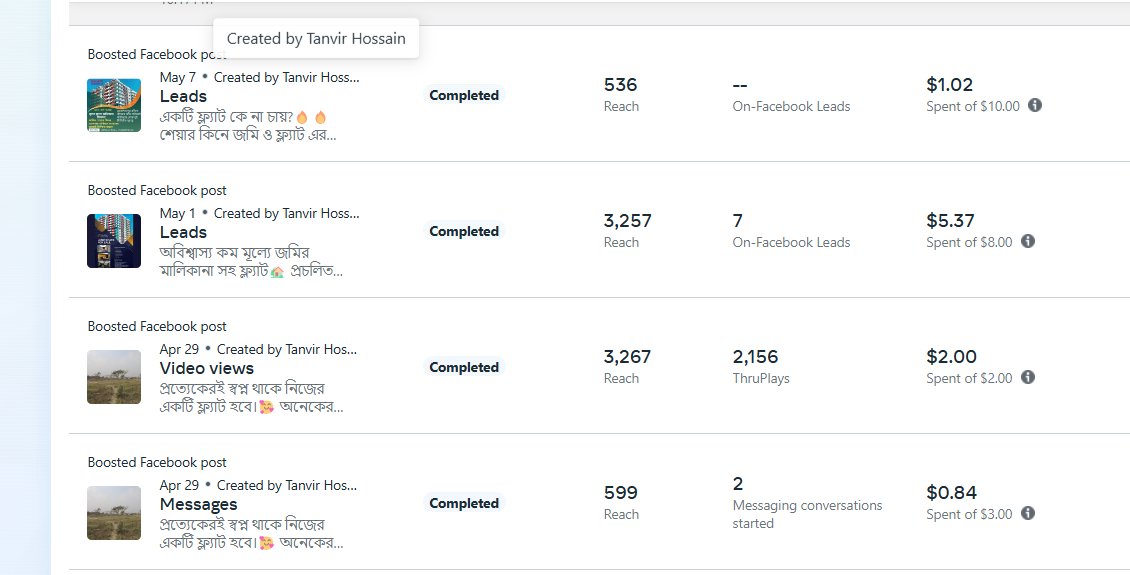 Created by Tanvir Hossain
Boosted Facebook
May 7 • Created by Tanvir Hoss...
Leads
একটি ফ্ল্যাট কে না চায়?🔥 🔥
শেয়ার কিনে জমি ও ফ্ল্যাট এর...
Completed
536
Reach
--
On-Facebook Leads
$1.02
Spent of $10.00
Boosted Facebook post
May 1 • Created by Tanvir Hoss...
Leads
অবিশ্বাস্য কম মূল্যে জমির
মালিকানা সহ ফ্ল্যাট🏠 প্রচলিত...
Completed
3,257
Reach
7
On-Facebook Leads
$5.37
Spent of $8.00
Boosted Facebook post
Apr 29 • Created by Tanvir Hos...
Video views
প্রত্যেকেরই স্বপ্ন থাকে নিজের
একটি ফ্ল্যাট হবে।🥰 অনেকের...
Completed
3,267
Reach
2,156
ThruPlays
$2.00
Spent of $2.00
Boosted Facebook post
Apr 29 • Created by Tanvir Hos...
Messages
প্রত্যেকেরই স্বপ্ন থাকে নিজের
একটি ফ্ল্যাট হবে।🥰 অনেকের...
Completed
599
Reach
2
Messaging conversations
started
$0.84
Spent of $3.00